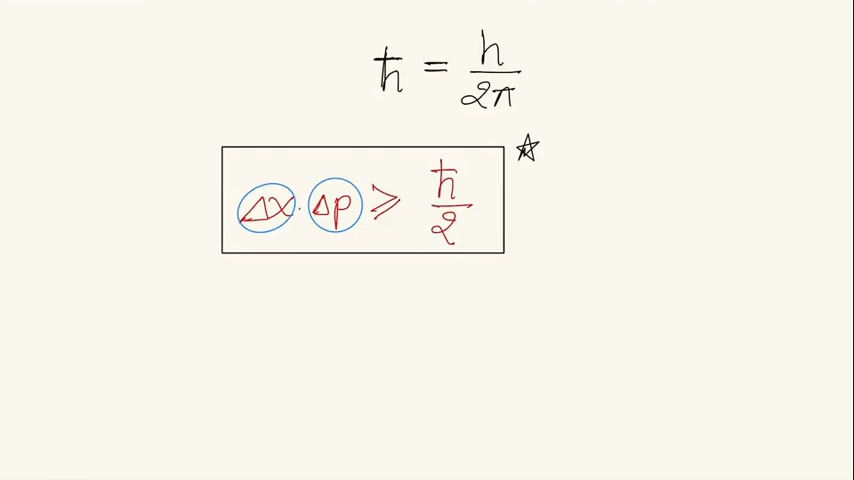 ħ = h/2π
Δx · Δp ≥ ħ/2